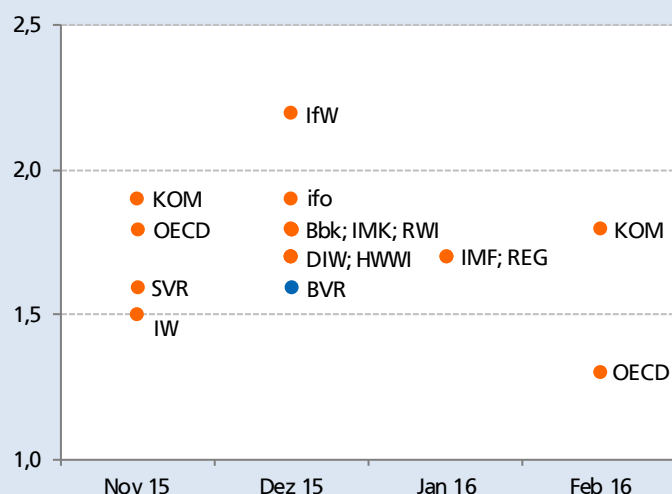 2,5
IfW
2,0
KOM
ifo
OECD
Bbk; IMK; RWI
KOM
DIW; HWWI
IMF; REG
SVR
BVR
1,5
IW
OECD
1,0
Nov 15
Dez 15
Jan 16
Feb 16